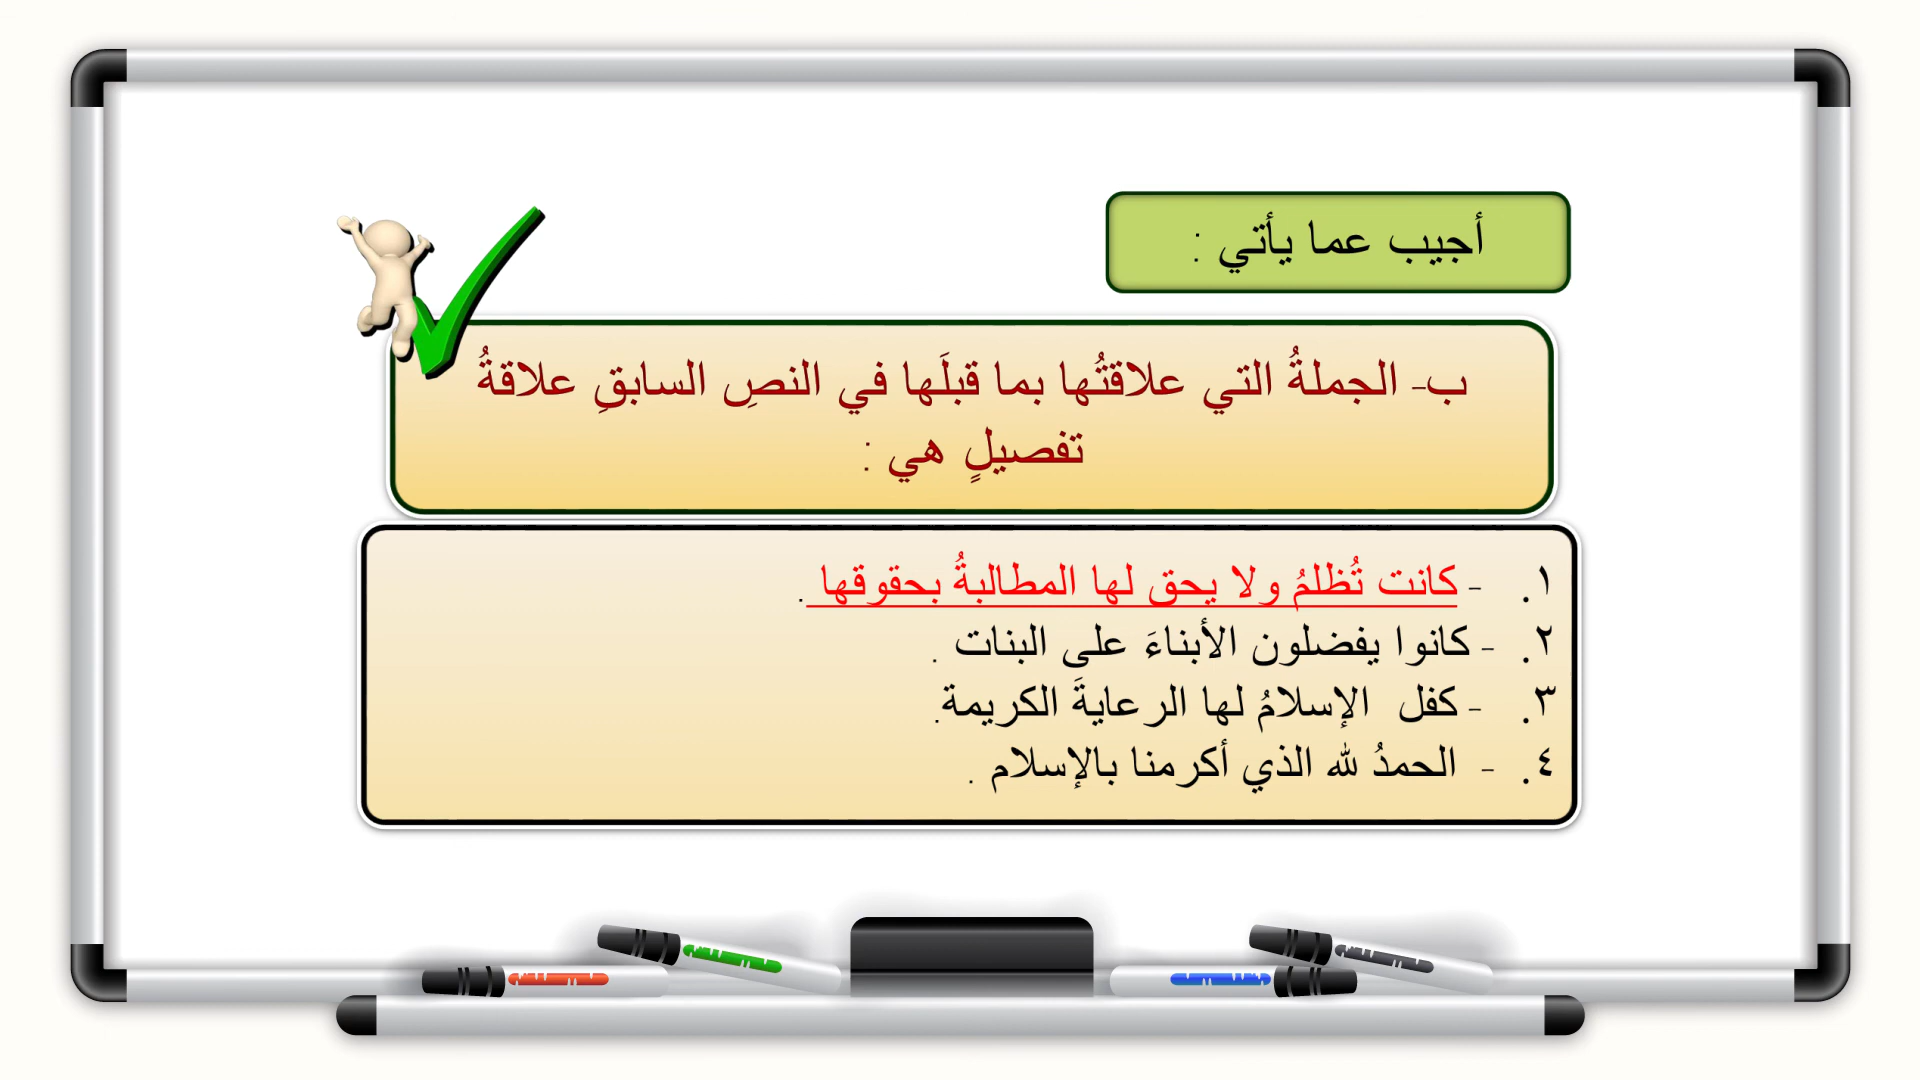 أجيب عما يأتي :
ب- الجملةُ التي علاقتُها بما قبلَها في النصِ السابقِ علاقةُ
تفصيلٍ هي :
١. - كانت تُظلمُ ولا يحق لها المطالبةُ بحقوقها .
٢. - كانوا يفضلون الأبناءَ على البنات .
٣. - كفل الإسلامُ لها الرعايةَ الكريمة.
٤. - الحمدُ لله الذي أكرمنا بالإسلام .